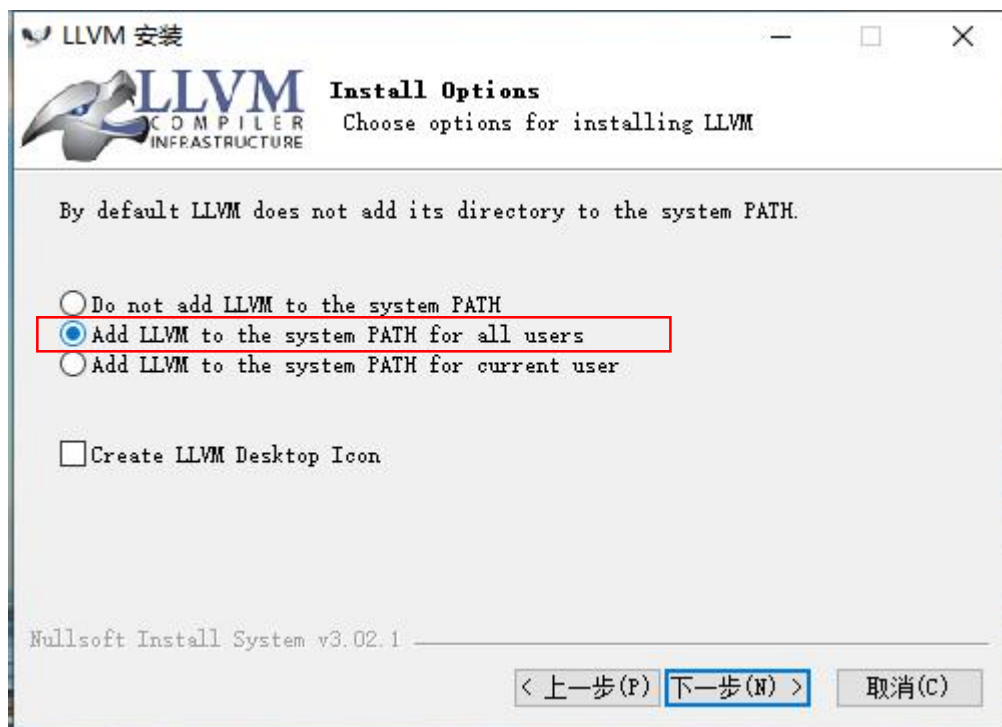 LLVM 安装
LLVM
COMPILER
INFRASTRUCTURE
Install Options
Choose options for installing LLVM
By default LLVM does not add its directory to the system PATH.
Do not add LLVM to the system PATH
Add LLVM to the system PATH for all users
Add LLVM to the system PATH for current user
Create LLVM Desktop Icon
Nullsoft Install System v3.02.1
< 上一步(P) 下一步(N) > 取消(C)